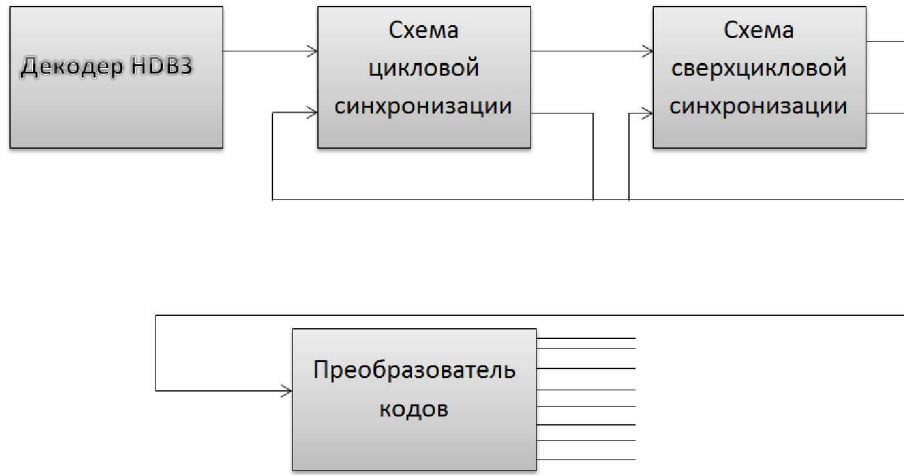 Декодер HDB3
Схема
цикловой
синхронизации
Схема
сверхцикловой
синхронизации
Преобразователь
кодов